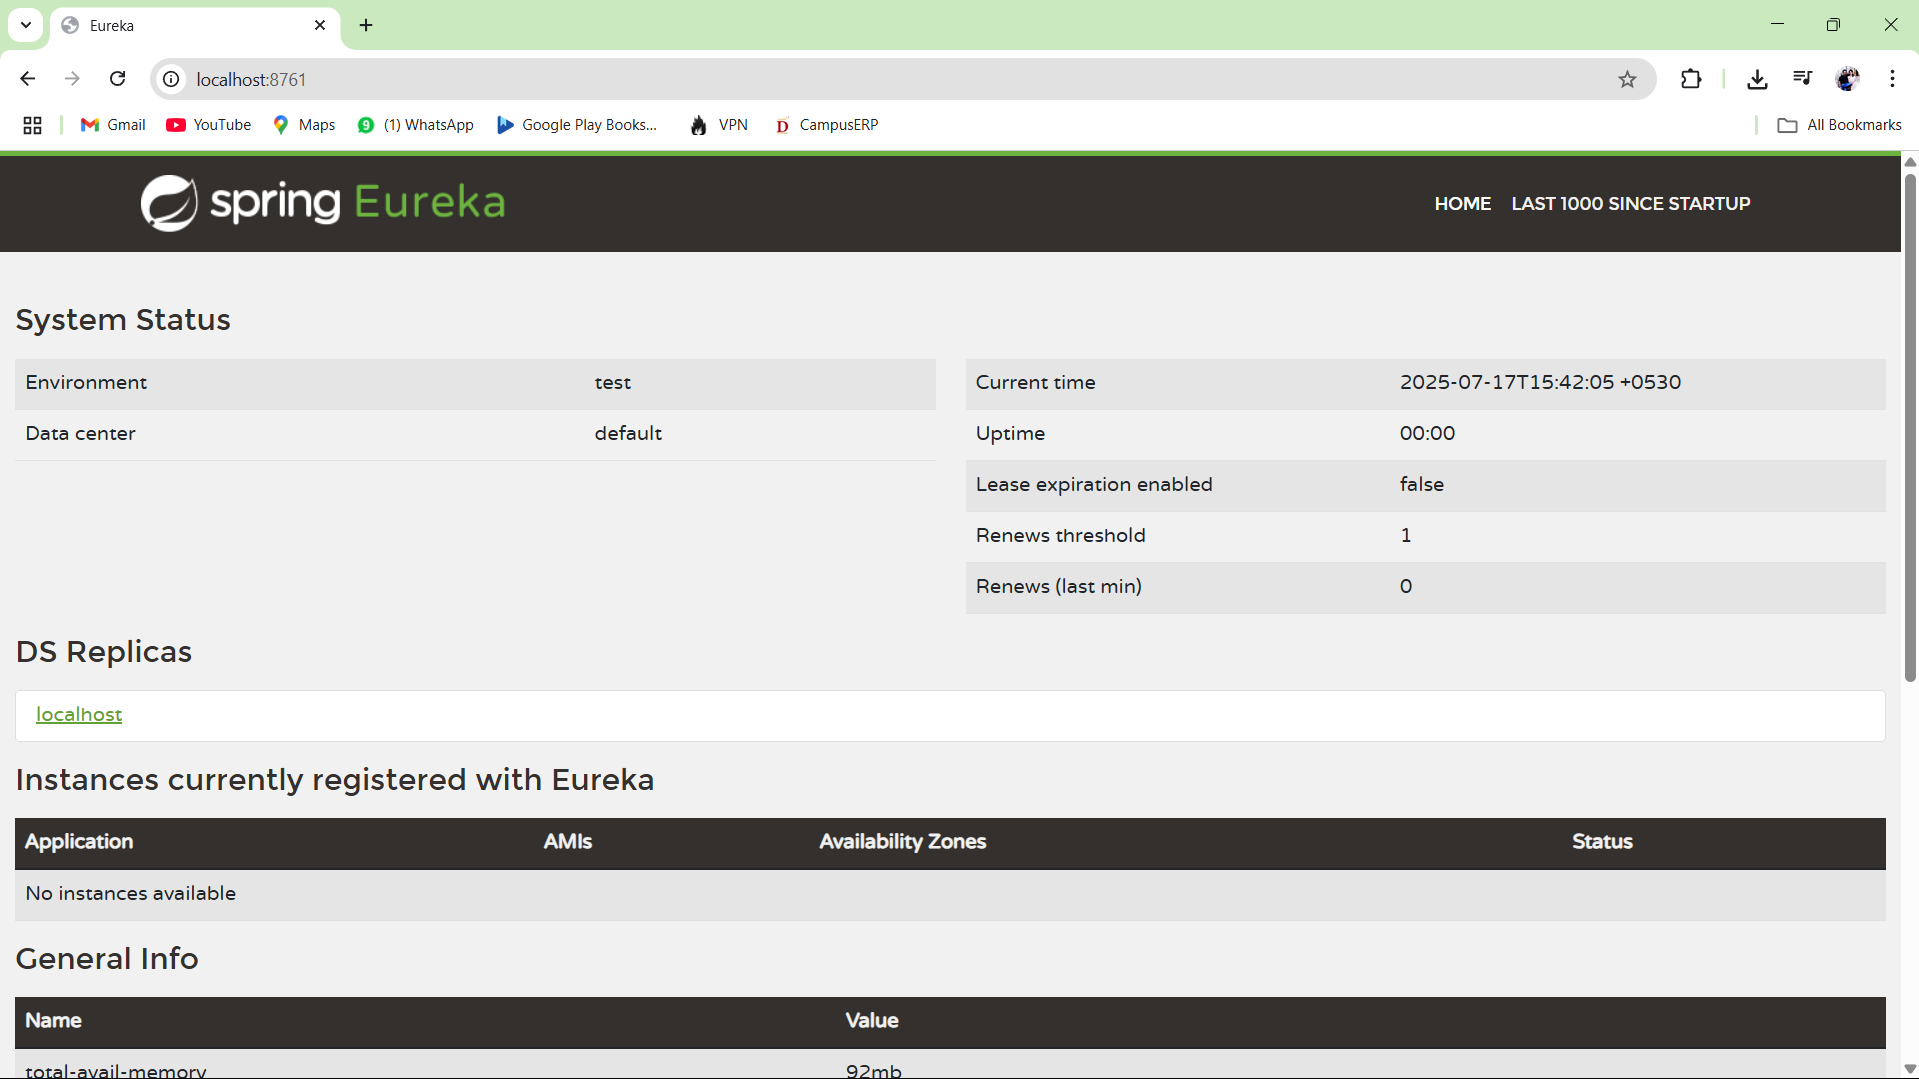 Eureka
localhost:8761
Gmail YouTube Maps (1) WhatsApp Google Play Books... VPN CampusERP All Bookmarks
spring Eureka HOME LAST 1000 SINCE STARTUP
System Status
Environment test Current time 2025-07-17T15:42:05 +0530
Data center default Uptime 00:00
Lease expiration enabled false
Renews threshold 1
Renews (last min) 0
DS Replicas
localhost
Instances currently registered with Eureka
Application AMIs Availability Zones Status
No instances available
General Info
Name Value
total-avail-memory 92mb